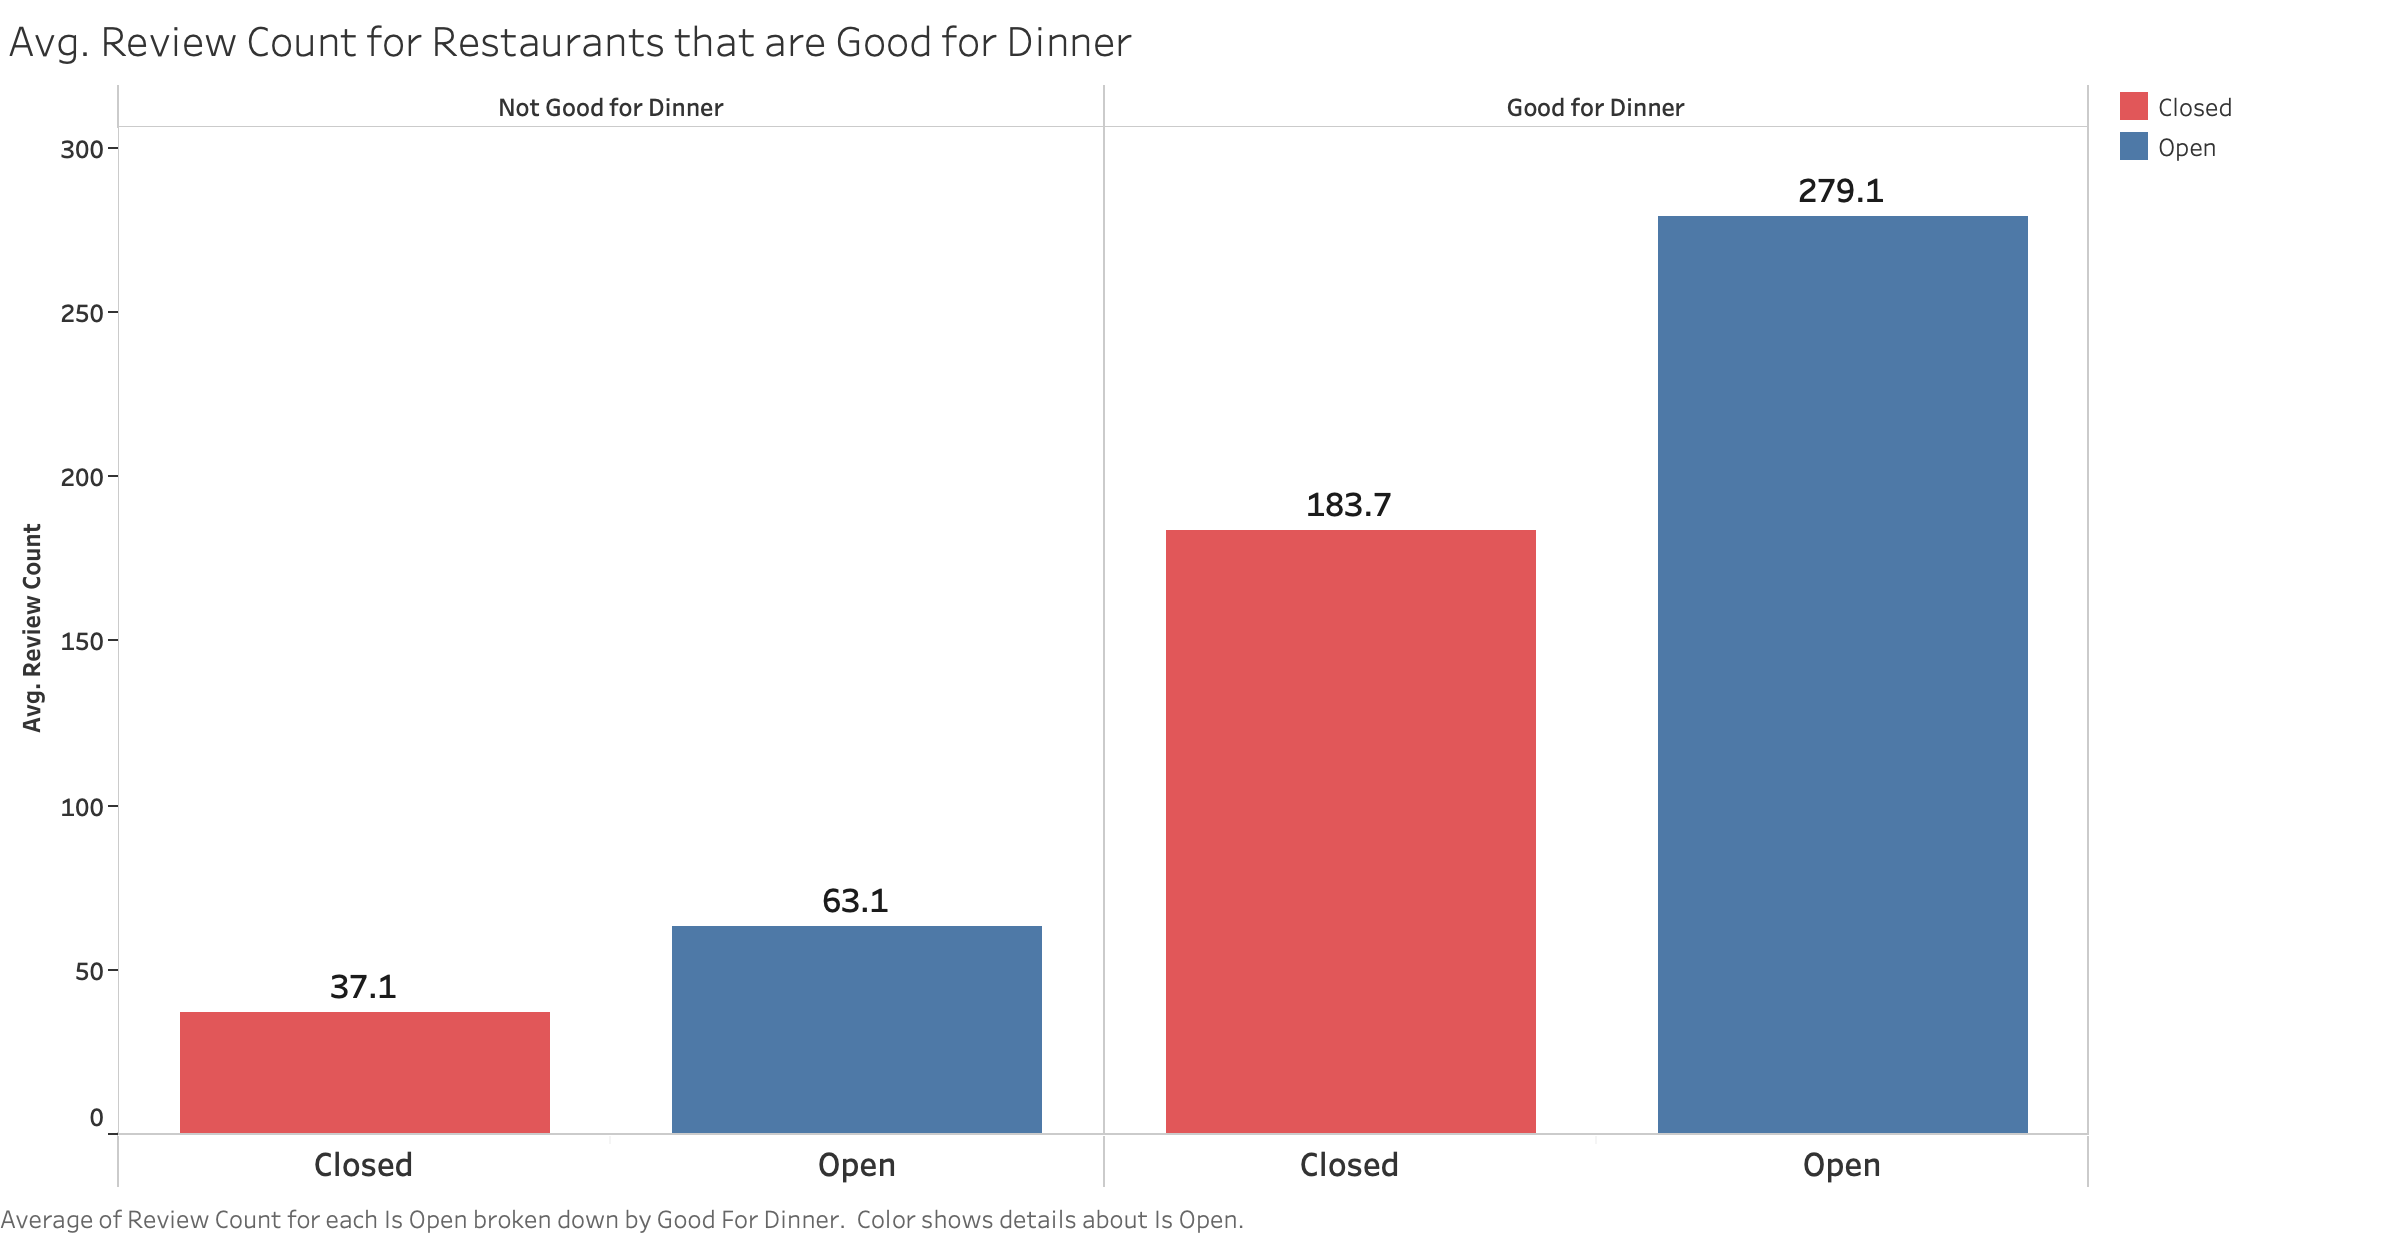 Avg. Review Count for Restaurants that are Good for Dinner
Not Good for Dinner
Good for Dinner
Closed
Open
300
250
200
150
100
50
0
Avg. Review Count
37.1
63.1
183.7
279.1
Closed
Open
Closed
Open
Average of Review Count for each Is Open broken down by Good For Dinner.  Color shows details about Is Open.